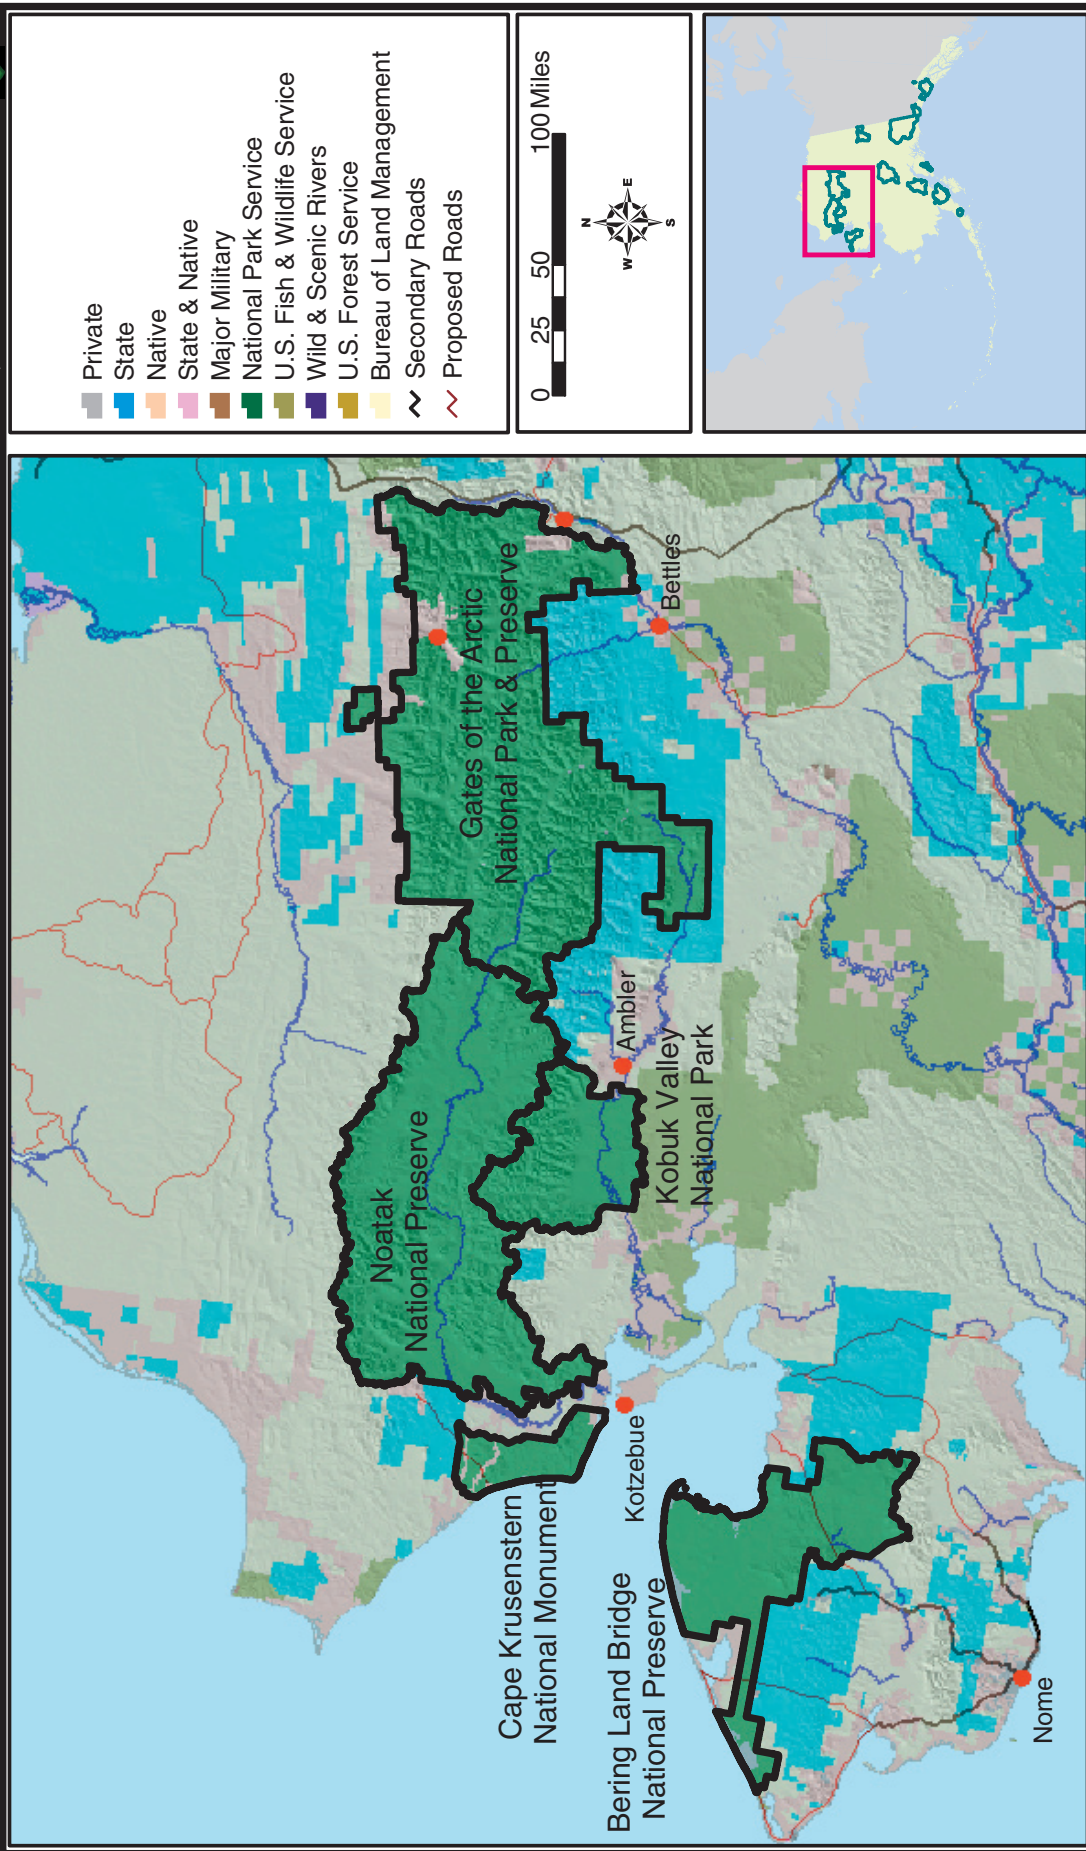 Private
State
Native
State & Native
Major Military
National Park Service
U.S. Fish & Wildlife Service
Wild & Scenic Rivers
U.S. Forest Service
Bureau of Land Management
Secondary Roads
Proposed Roads
0 25 50 100 Miles
N
W E
S
Gates of the Arctic
National Park & Preserve
Noatak
National Preserve
Bettles
Ambler
Kobuk Valley
National Park
Cape Krusenstern
National Monument
Kotzebue
Bering Land Bridge
National Preserve
Nome